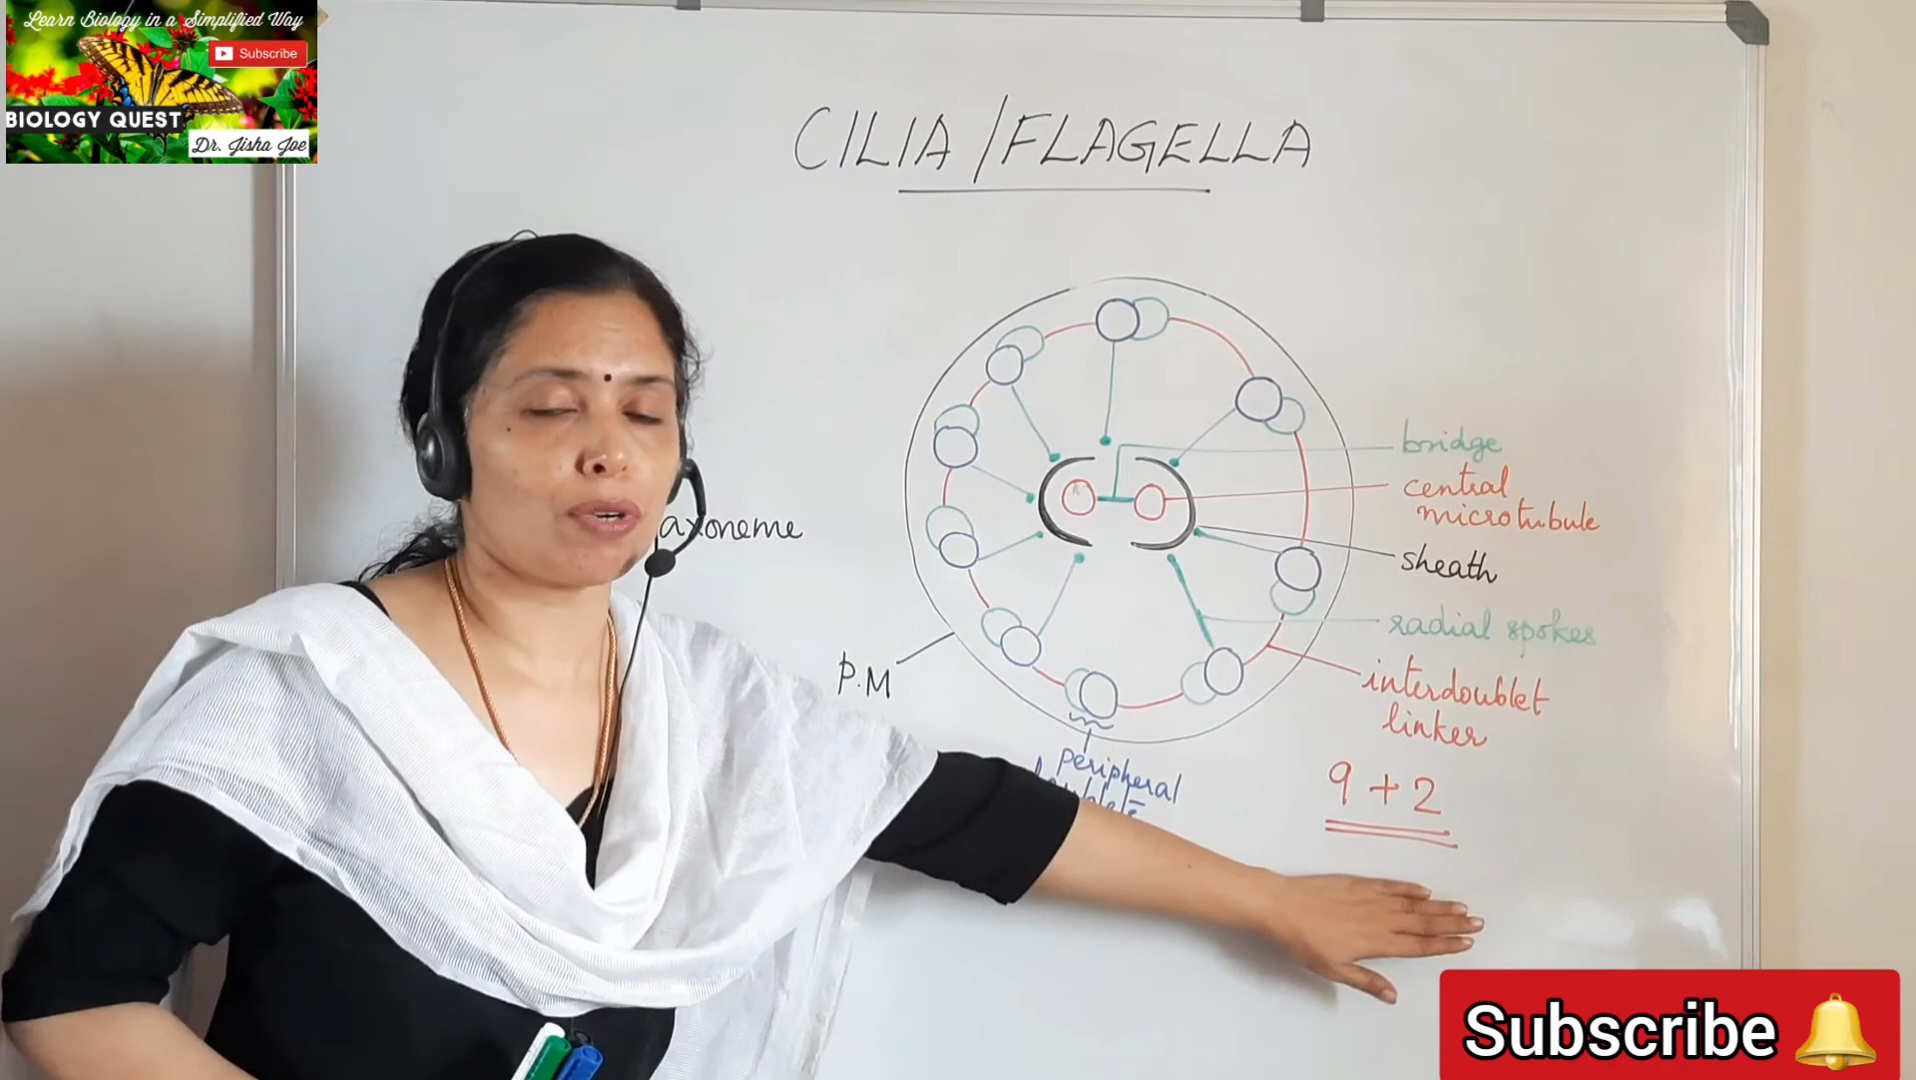 Learn Biology in a Simplified Way
Subscribe
BIOLOGY QUEST
Dr. Jisha Joe
CILIA/FLAGELLA
bridge
central
microtubule
axoneme
sheath
radial spokes
P.M
interdoublet
linker
peripheral
9+2
Subscribe